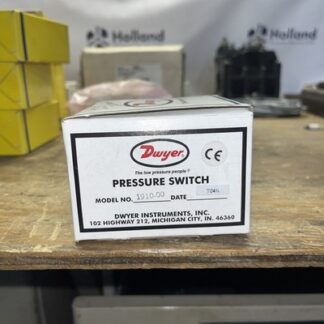 Holland
Holland
Dwyer
The low pressure people
CE
PRESSURE SWITCH
MODEL NO. 1910-00 DATE
DWYER INSTRUMENTS, INC.
102 HIGHWAY 212, MICHIGAN CITY, IN. 46360